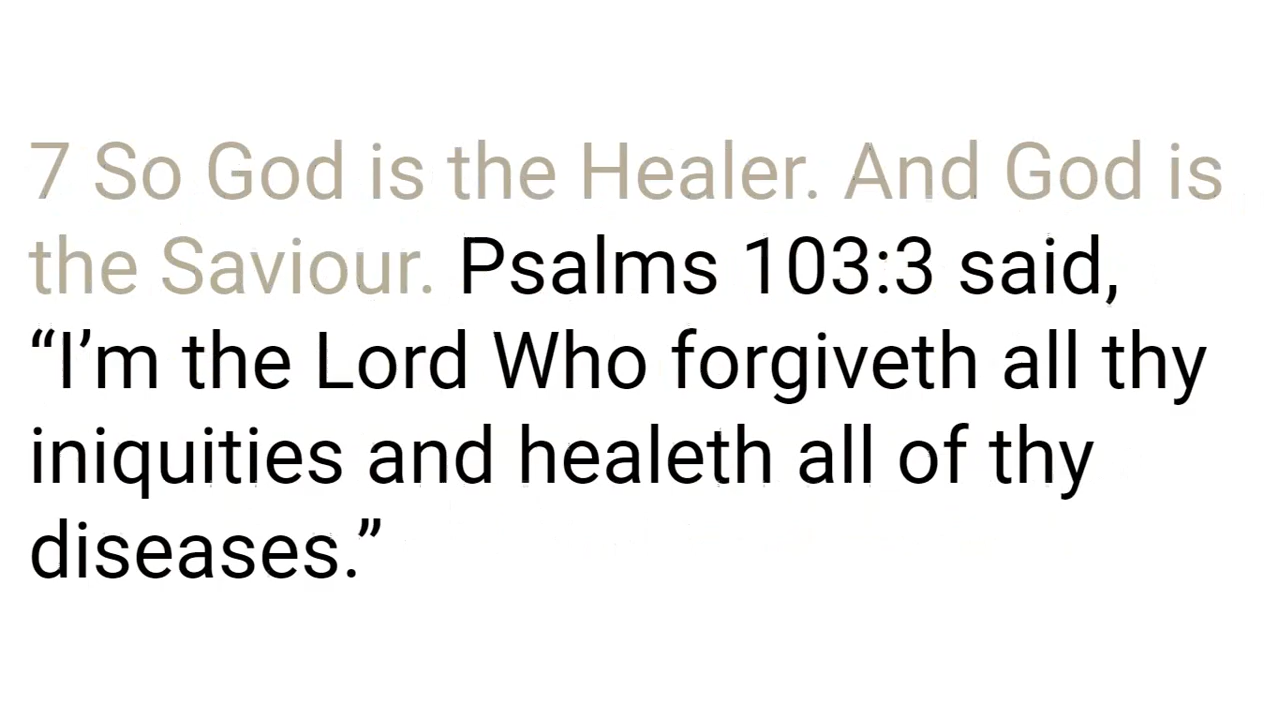 7 So God is the Healer. And God is
the Saviour. Psalms 103:3 said,
“I’m the Lord Who forgiveth all thy
iniquities and healeth all of thy
diseases.”